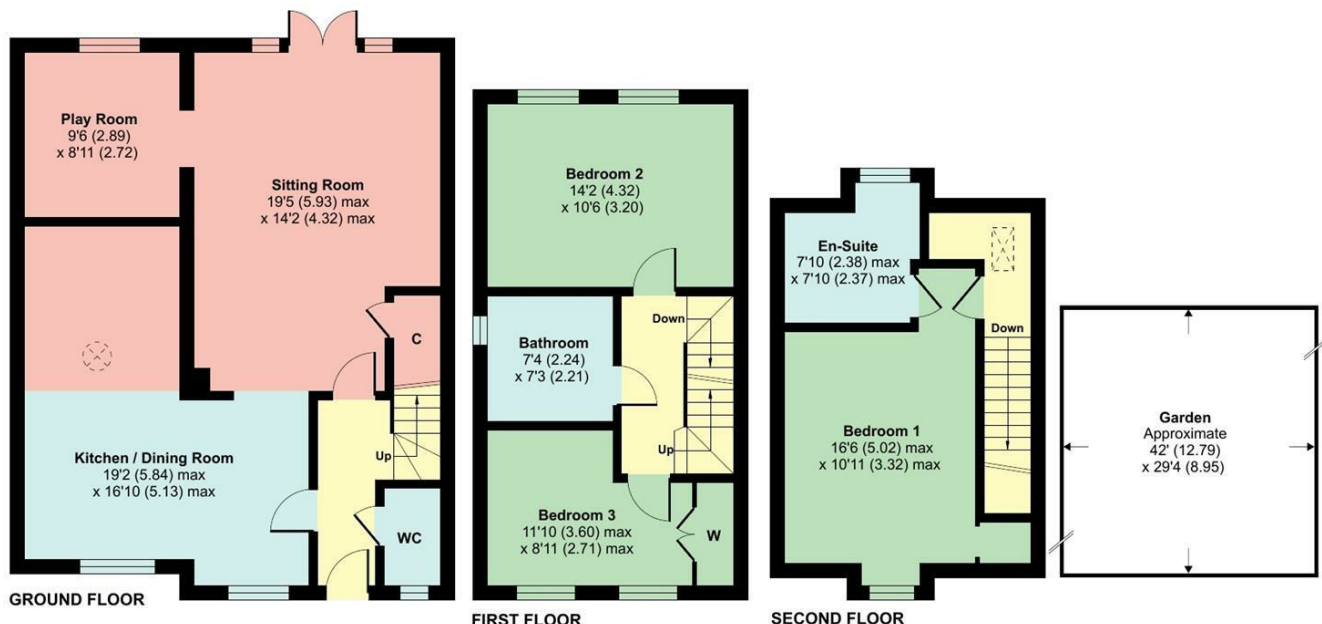 Play Room
9'6 (2.89)
x 8'11 (2.72)
Sitting Room
19'5 (5.93) max
x 14'2 (4.32) max
C
Up
Kitchen / Dining Room
19'2 (5.84) max
x 16'10 (5.13) max
WC
GROUND FLOOR
Bedroom 2
14'2 (4.32)
x 10'6 (3.20)
Down
Bathroom
7'4 (2.24)
x 7'3 (2.21)
Up
Bedroom 3
11'10 (3.60) max
x 8'11 (2.71) max
W
FIRST FLOOR
En-Suite
7'10 (2.38) max
x 7'10 (2.37) max
Down
Bedroom 1
16'6 (5.02) max
x 10'11 (3.32) max
SECOND FLOOR
Garden
Approximate
42' (12.79)
x 29'4 (8.95)